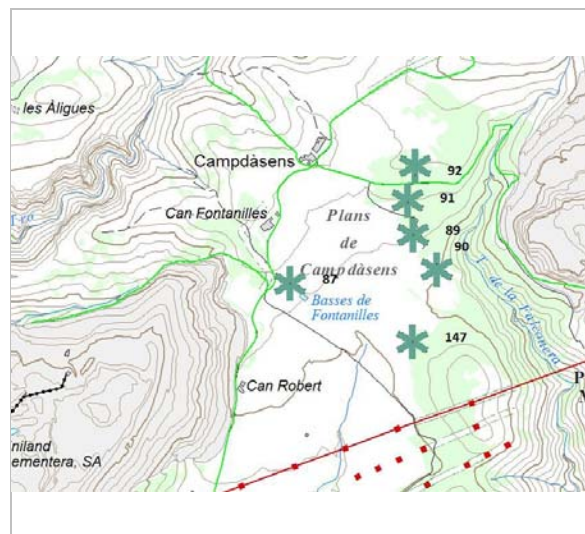 les Àligues
Campdàsens
92
91
Can Fontanilles
Plans
de
Campdàsens
89
90
87
Basses de
Fontanilles
T. de la Falconera
147
Can Robert
P
V
niland
ementera, SA